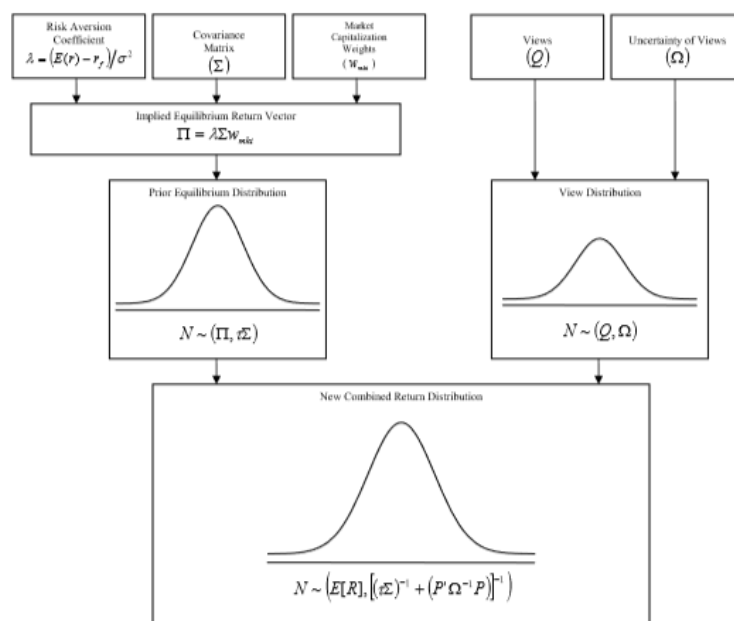 Risk Aversion
Coefficient
λ = (E(r) − r_f)/σ²
Covariance
Matrix
(Σ)
Market
Capitalization
Weights
(w_mkt)
Views
(Q)
Uncertainty of Views
(Ω)
Implied Equilibrium Return Vector
Π = λΣw_mkt
Prior Equilibrium Distribution
N ~ (Π, τΣ)
View Distribution
N ~ (Q, Ω)
New Combined Return Distribution
N ~ (E[R], [(τΣ)⁻¹ + (P′Ω⁻¹P)]⁻¹)